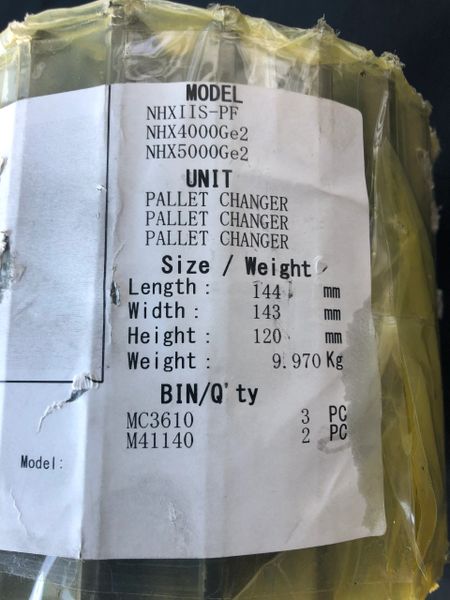 MODEL
NHXIIS-PF
NHX4000Ge2
NHX5000Ge2
UNIT
PALLET CHANGER
PALLET CHANGER
PALLET CHANGER
Size / Weight
Length : 144 mm
Width : 143 mm
Height : 120 mm
Weight : 9.970 Kg
BIN/Q'ty
MC3610 3 PC
M41140 2 PC
Model: